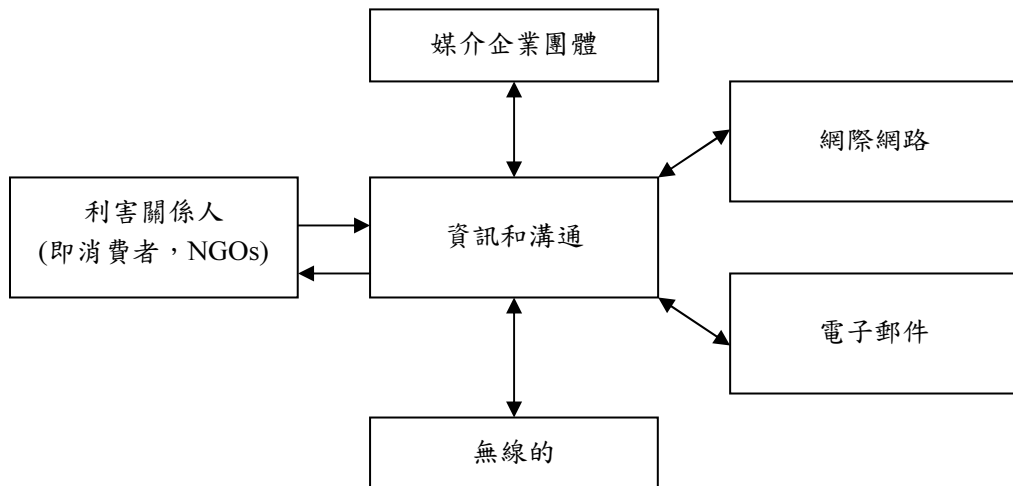 媒介企業團體
網際網路
利害關係人
(即消費者，NGOs)
資訊和溝通
電子郵件
無線的